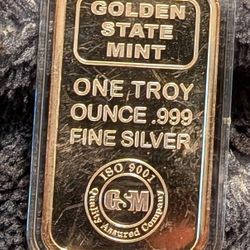 GOLDEN
STATE
MINT
ONE TROY
OUNCE .999
FINE SILVER
ISO 9001
GSM
Quality Assured Company